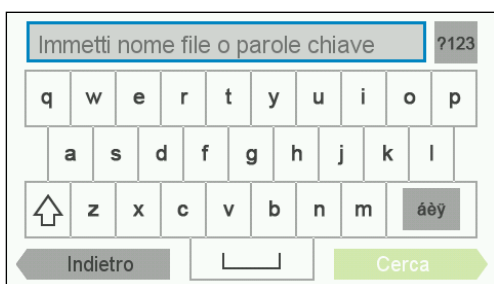 Immetti nome file o parole chiave ?123
q w e r t y u i o p
a s d f g h j k l
z x c v b n m áèÿ
Indietro Cerca